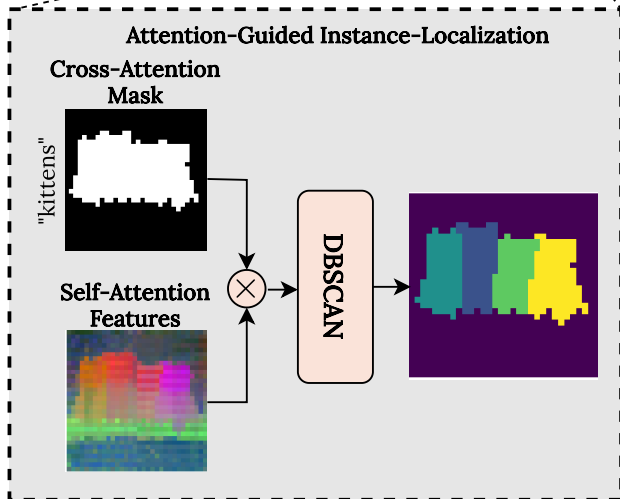 Attention-Guided Instance-Localization
Cross-Attention
Mask
"kittens"
Self-Attention
Features
DBSCAN